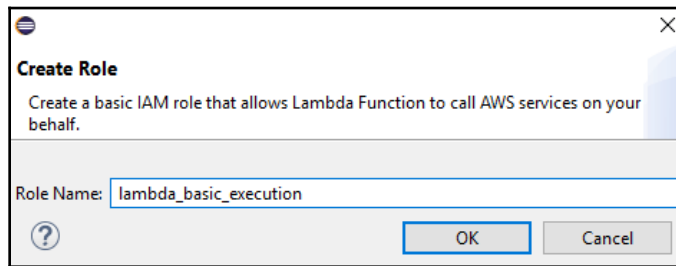 Create Role
Create a basic IAM role that allows Lambda Function to call AWS services on your
behalf.
Role Name: lambda_basic_execution
OK Cancel